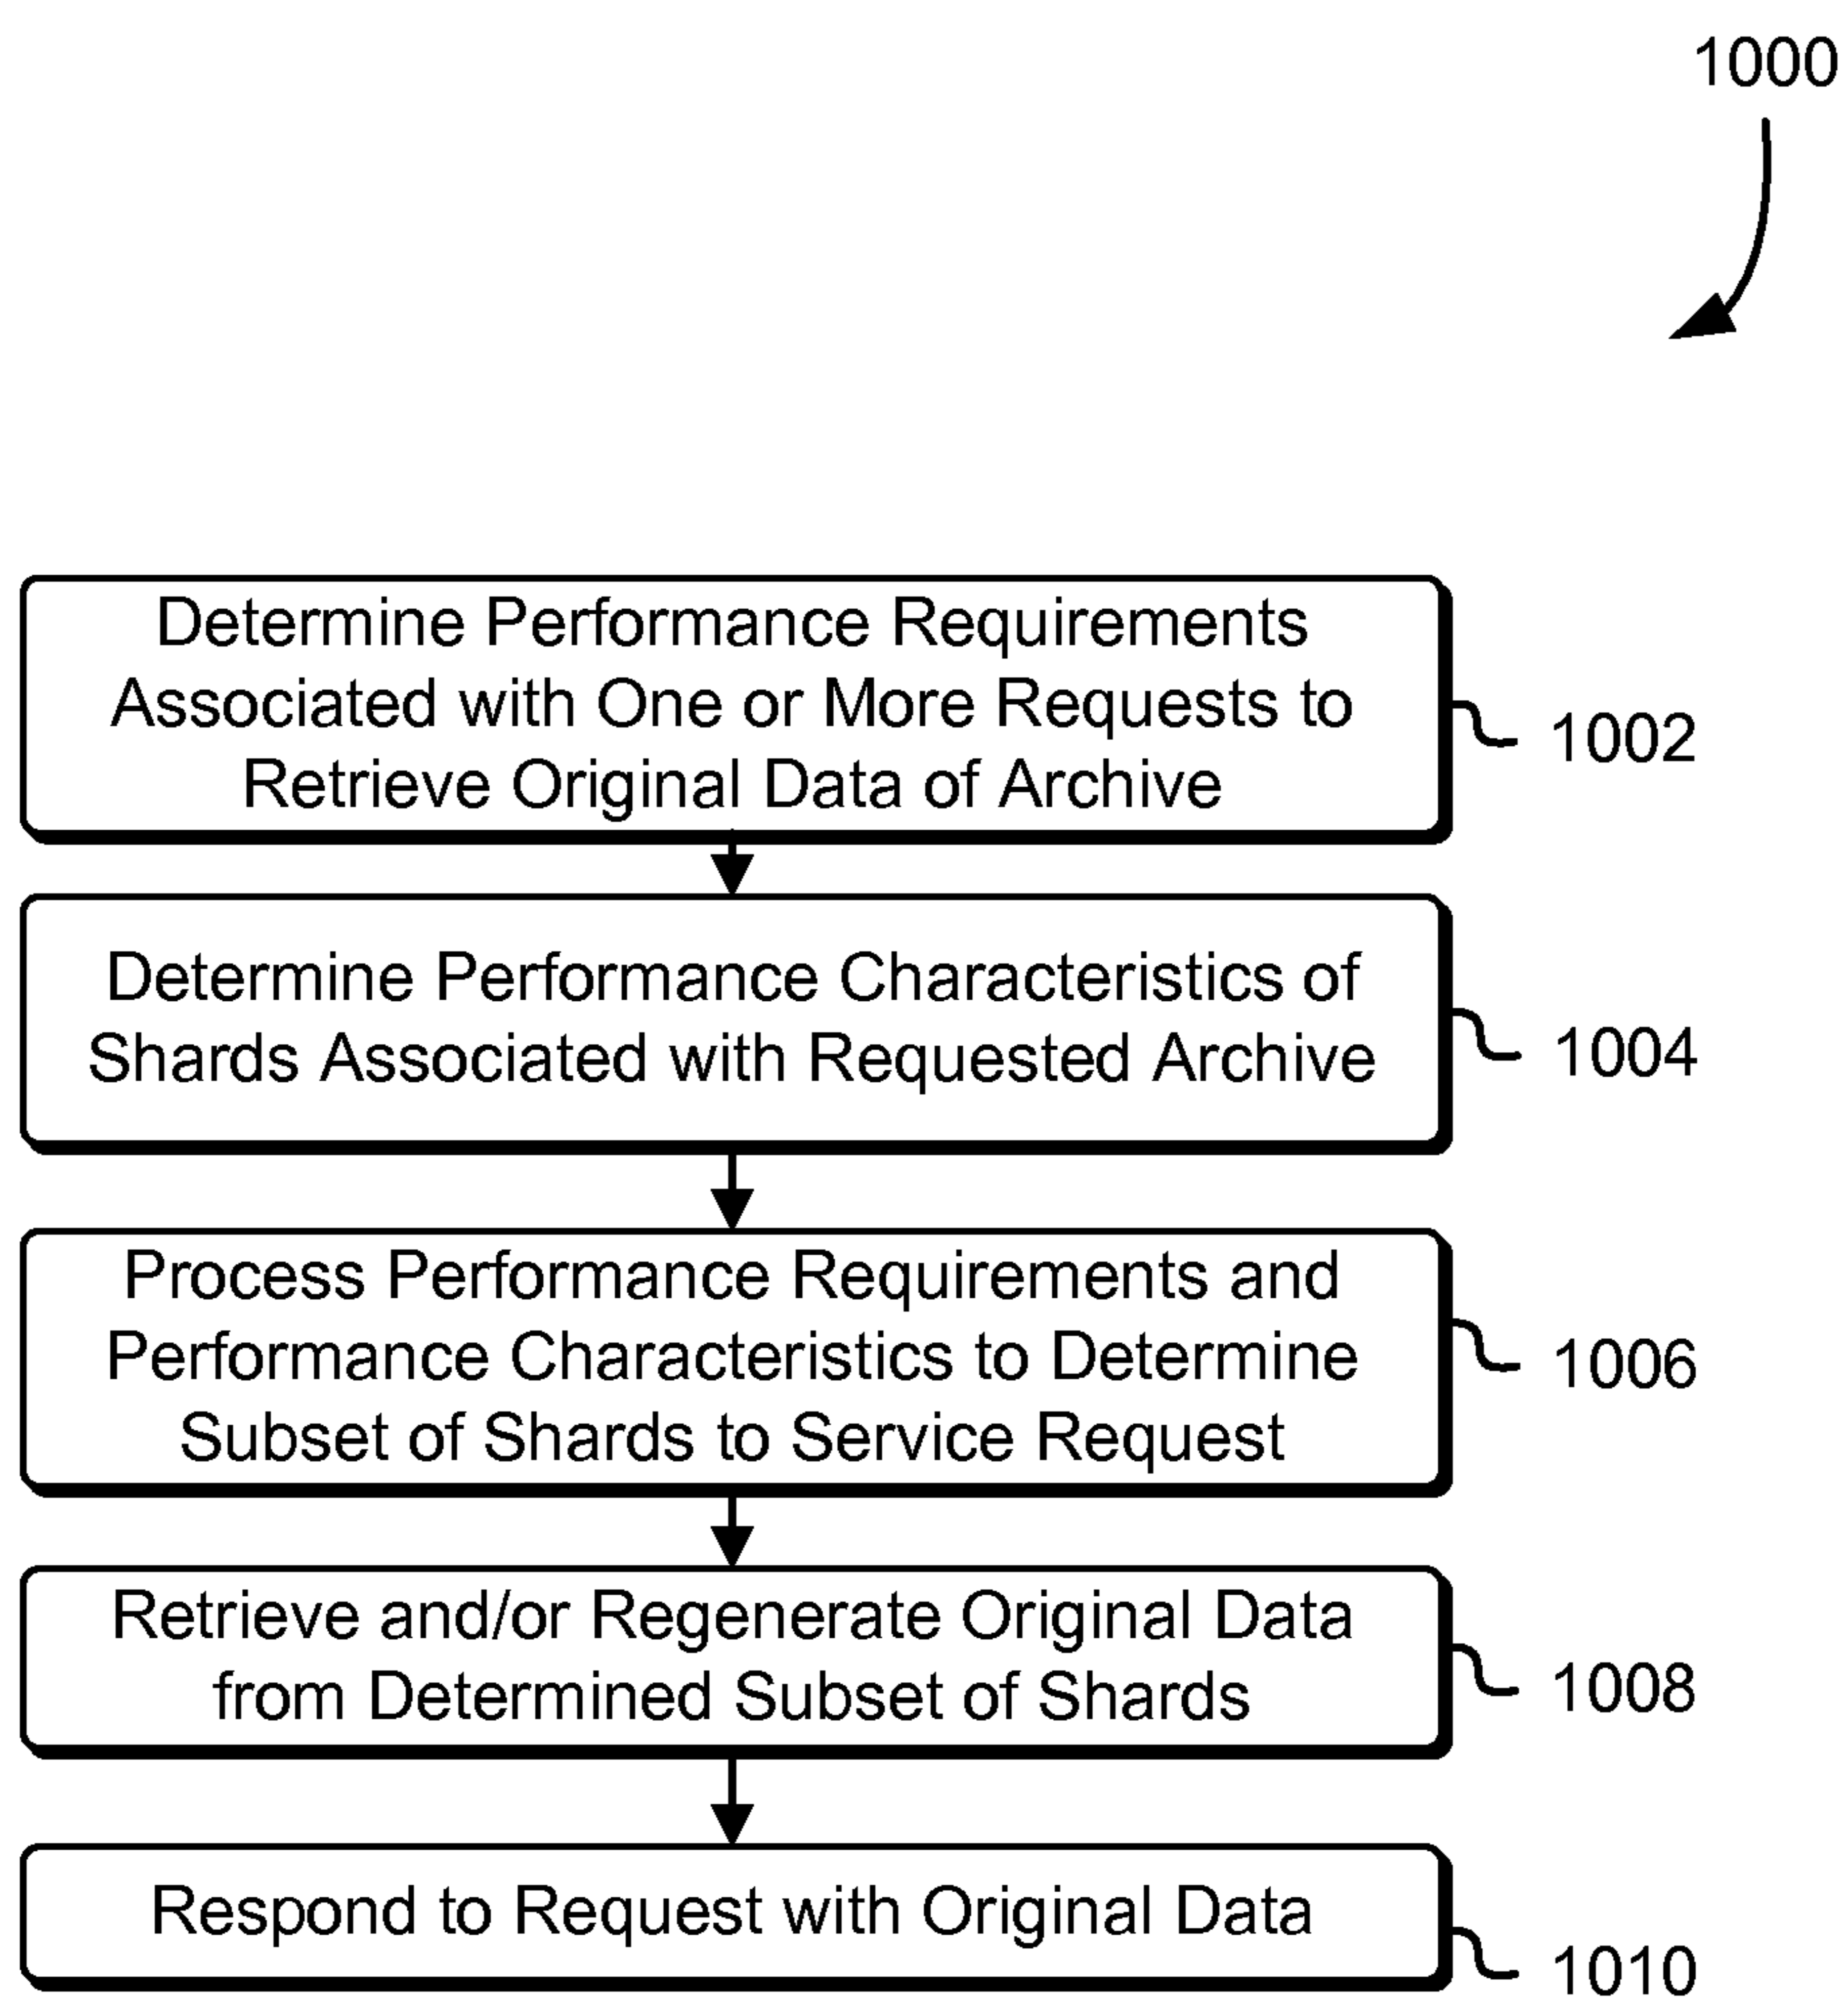 1000
Determine Performance Requirements
Associated with One or More Requests to
Retrieve Original Data of Archive
1002
Determine Performance Characteristics of
Shards Associated with Requested Archive
1004
Process Performance Requirements and
Performance Characteristics to Determine
Subset of Shards to Service Request
1006
Retrieve and/or Regenerate Original Data
from Determined Subset of Shards
1008
Respond to Request with Original Data
1010